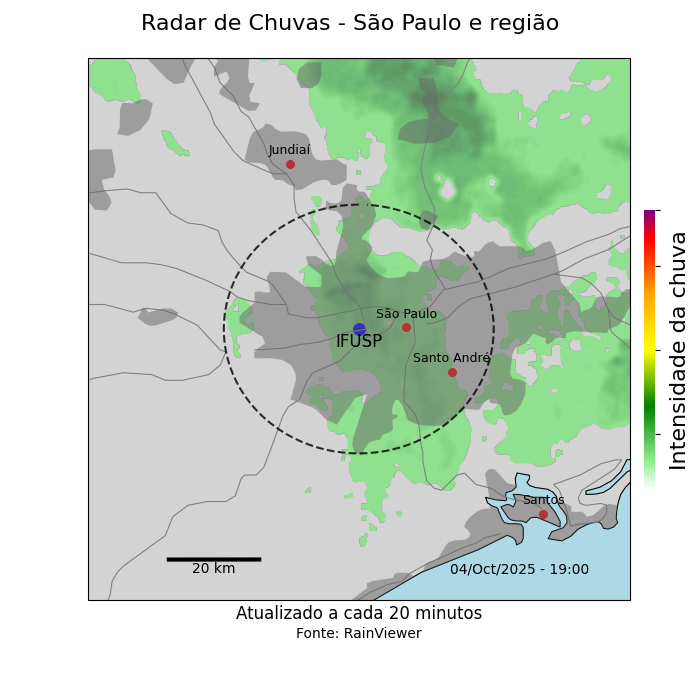 Radar de Chuvas - São Paulo e região
Jundiaí
São Paulo
IFUSP
Santo André
Santos
20 km
04/Oct/2025 - 19:00
Intensidade da chuva
Atualizado a cada 20 minutos
Fonte: RainViewer